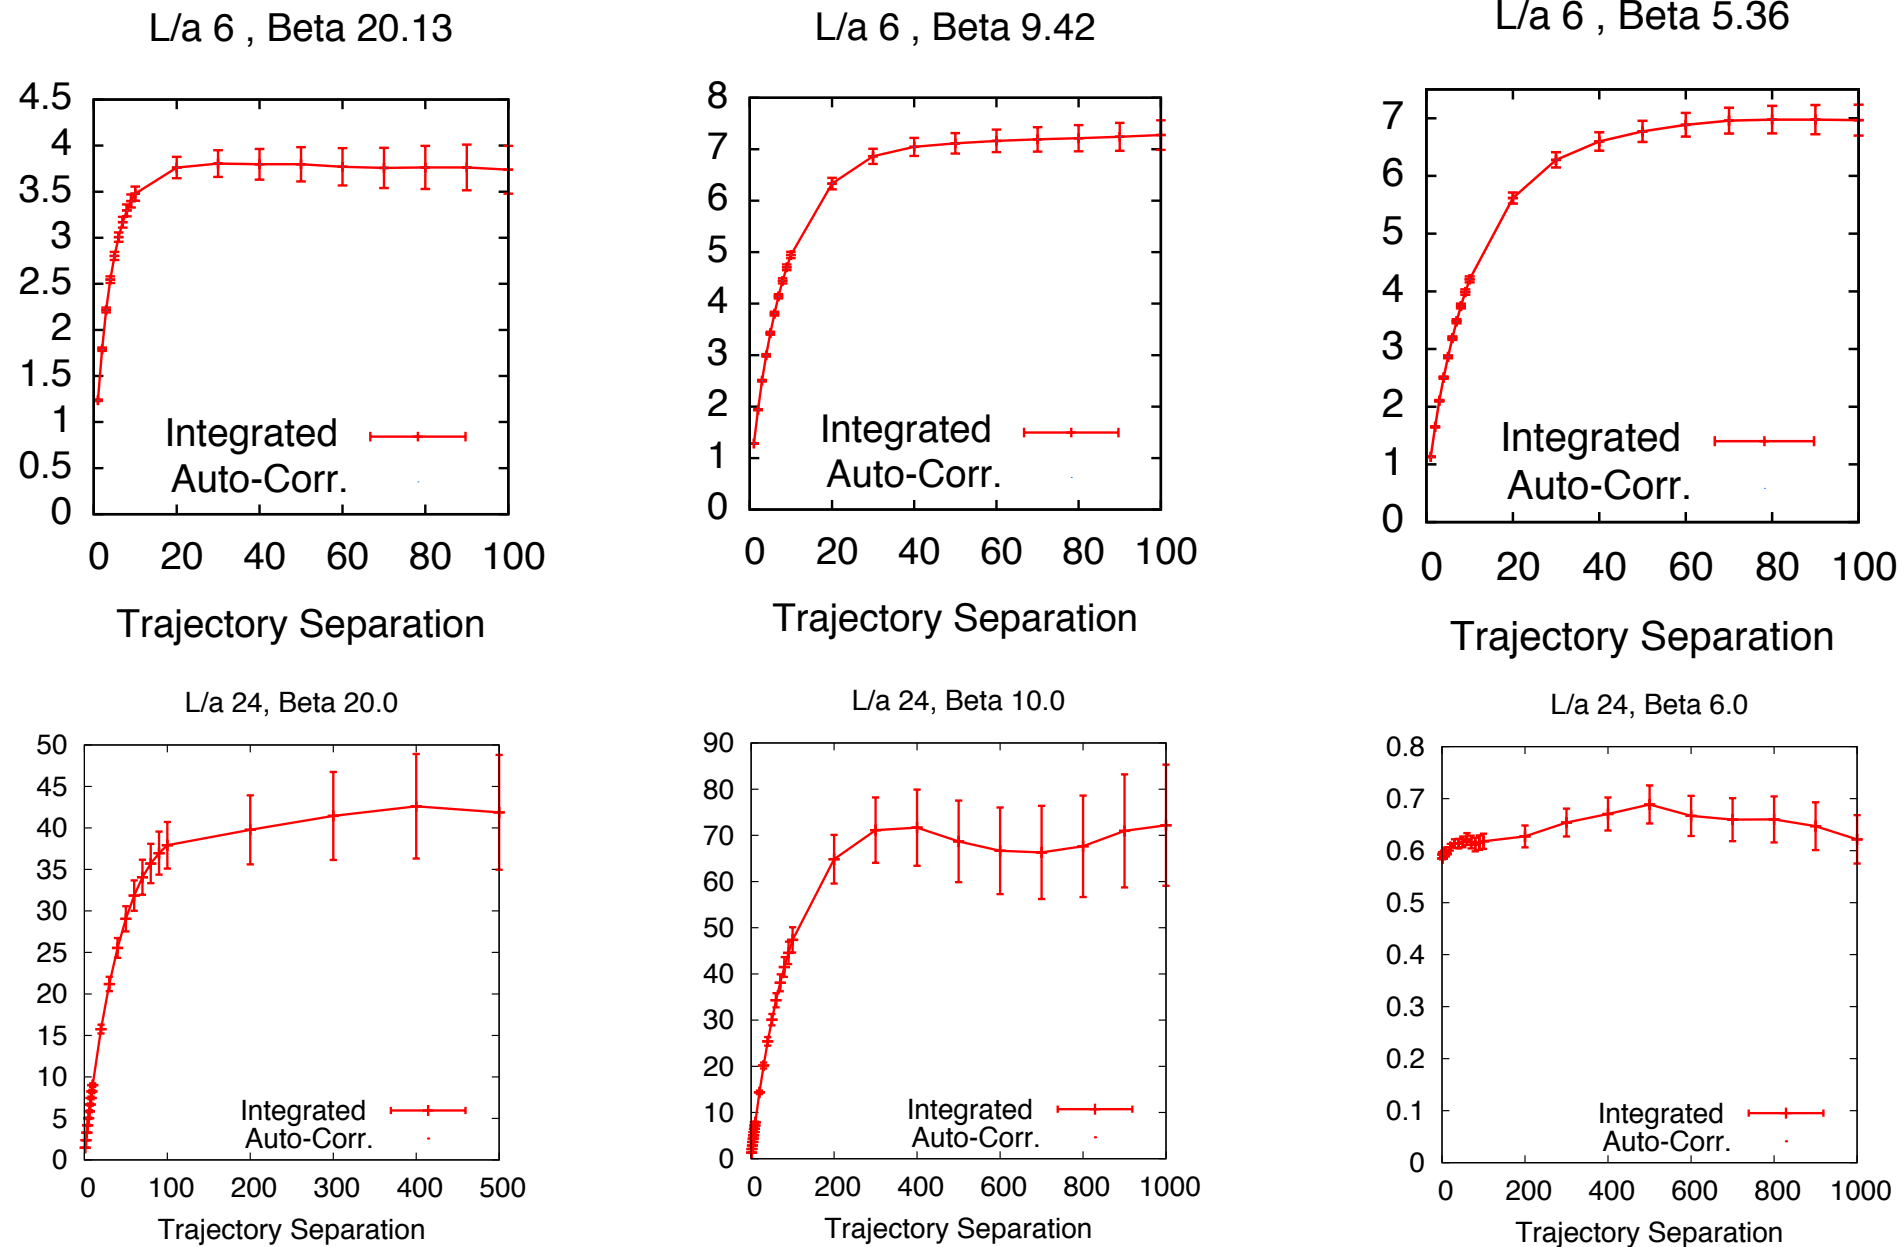 L/a 6 , Beta 20.13
4.5
4
3.5
3
2.5
2
1.5
1
0.5
0
Integrated
Auto-Corr.
0 20 40 60 80 100
Trajectory Separation
L/a 6 , Beta 9.42
8
7
6
5
4
3
2
1
0
Integrated
Auto-Corr.
0 20 40 60 80 100
Trajectory Separation
L/a 6 , Beta 5.36
7
6
5
4
3
2
1
0
Integrated
Auto-Corr.
0 20 40 60 80 100
Trajectory Separation
L/a 24, Beta 20.0
50
45
40
35
30
25
20
15
10
5
0
Integrated
Auto-Corr.
0 100 200 300 400 500
Trajectory Separation
L/a 24, Beta 10.0
90
80
70
60
50
40
30
20
10
0
Integrated
Auto-Corr.
0 200 400 600 800 1000
Trajectory Separation
L/a 24, Beta 6.0
0.8
0.7
0.6
0.5
0.4
0.3
0.2
0.1
0
Integrated
Auto-Corr.
0 200 400 600 800 1000
Trajectory Separation